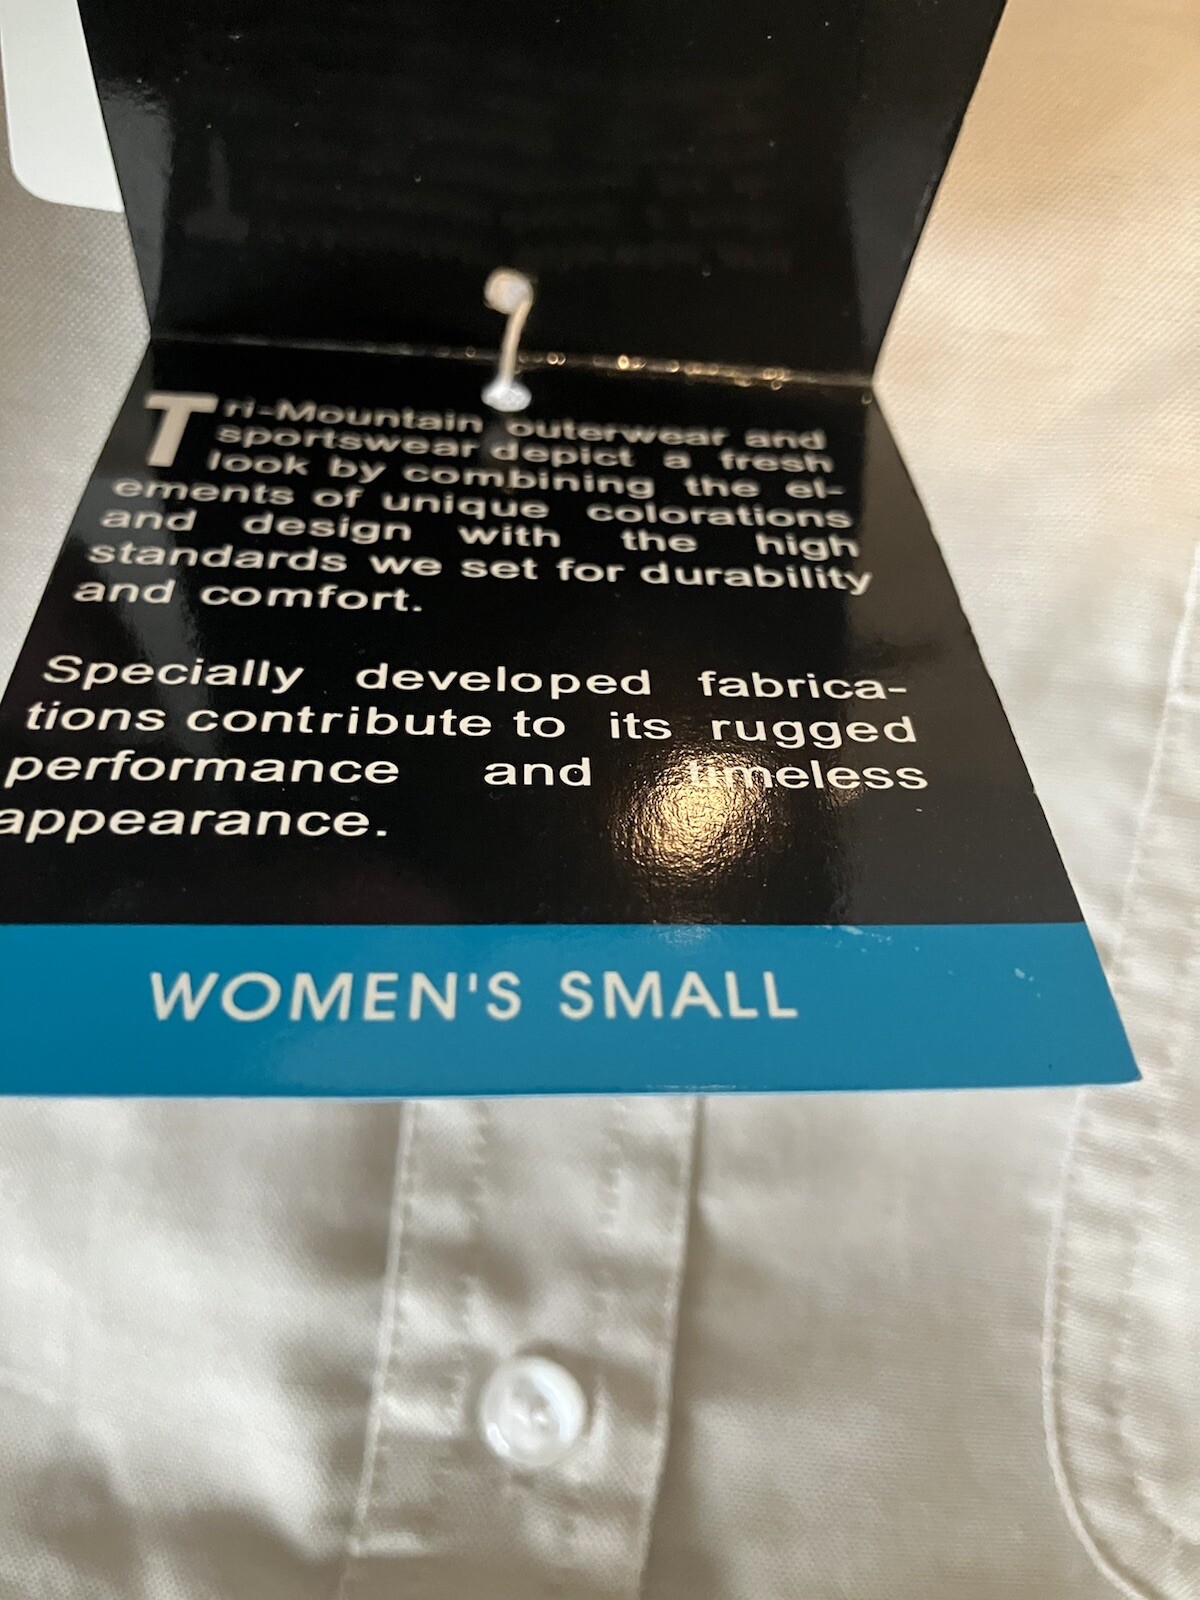 Tri-Mountain outerwear and
sportswear depict a fresh
look by combining the el-
ements of unique colorations
and design with the high
standards we set for durability
and comfort.
Specially developed fabrica-
tions contribute to its rugged
performance and timeless
appearance.
WOMEN'S SMALL